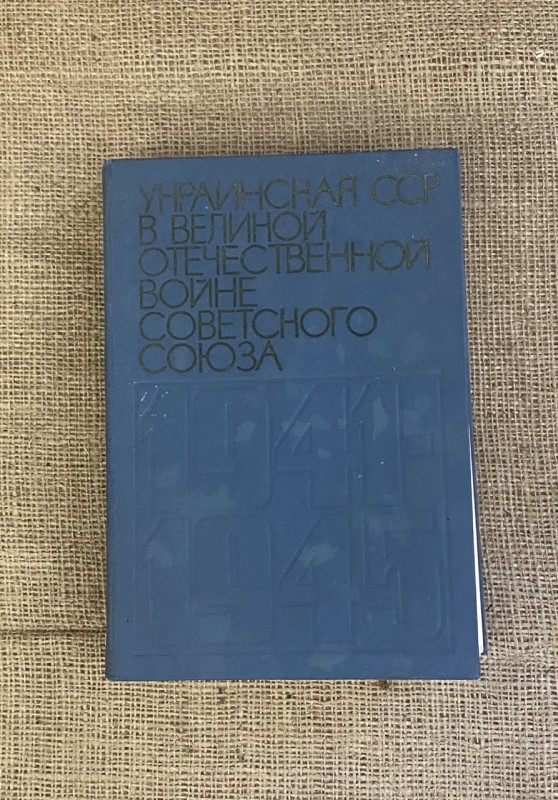 УКРАИНСКАЯ ССР
В ВЕЛИКОЙ
ОТЕЧЕСТВЕННОЙ
ВОЙНЕ
СОВЕТСКОГО
СОЮЗА
1941-
1945